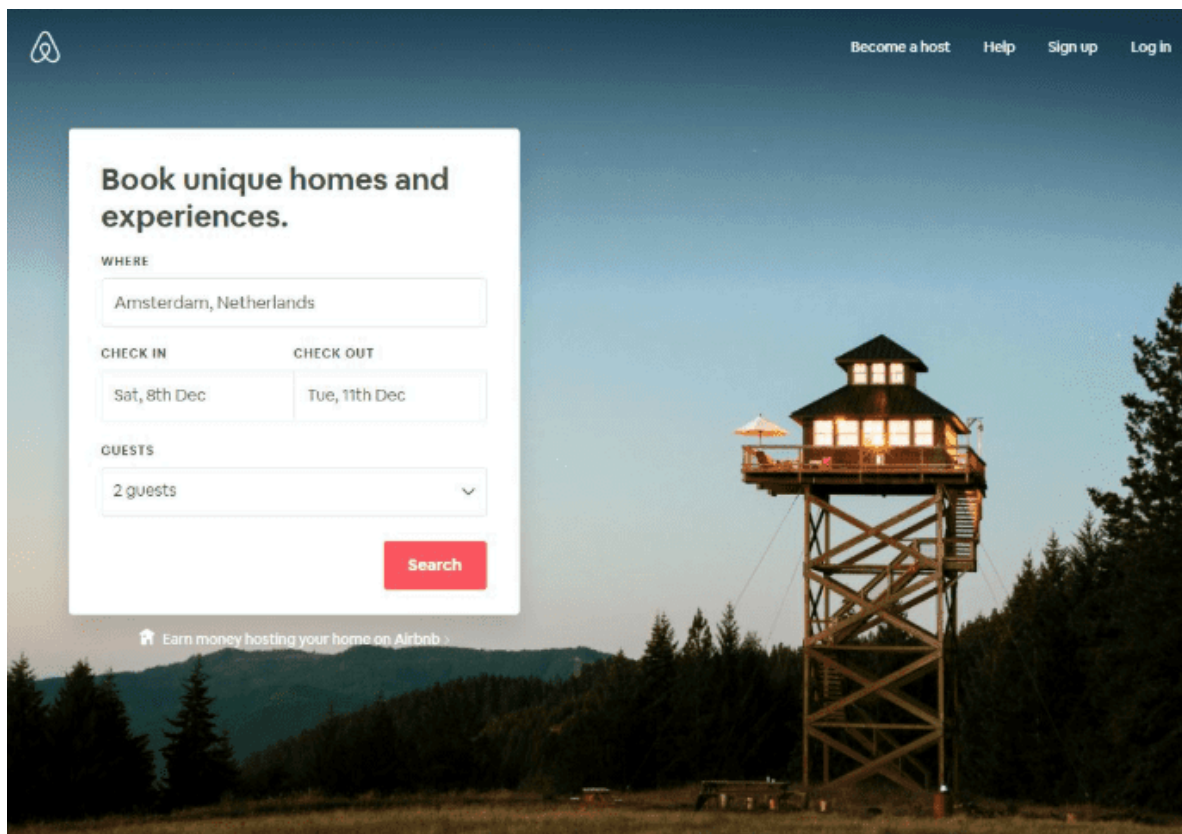 Become a host Help Sign up Log in
Book unique homes and
experiences.
WHERE
Amsterdam, Netherlands
CHECK IN CHECK OUT
Sat, 8th Dec Tue, 11th Dec
GUESTS
2 guests
Search
Earn money hosting your home on Airbnb ›